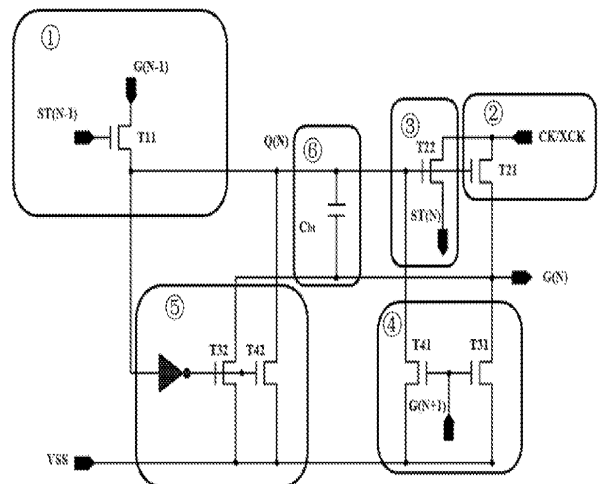 ①
G(N-1)
ST(N-1)
T11
Q(N)
⑥
Cbt
③
T22
ST(N)
②
CK/XCK
T21
G(N)
⑤
T32
T42
④
T41
T31
G(N+1)
VSS